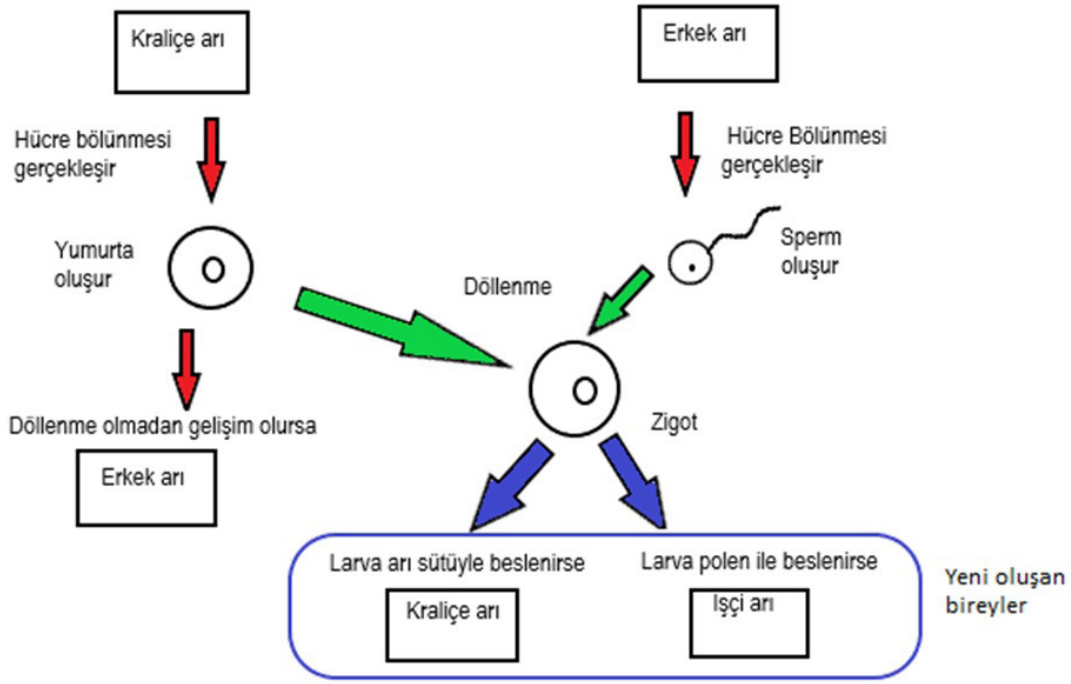 Kraliçe arı
Erkek arı
Hücre bölünmesi
gerçekleşir
Hücre Bölünmesi
gerçekleşir
Yumurta
oluşur
Sperm
oluşur
Döllenme
Döllenme olmadan gelişim olursa
Erkek arı
Zigot
Larva arı sütüyle beslenirse
Kraliçe arı
Larva polen ile beslenirse
Işçi arı
Yeni oluşan
bireyler